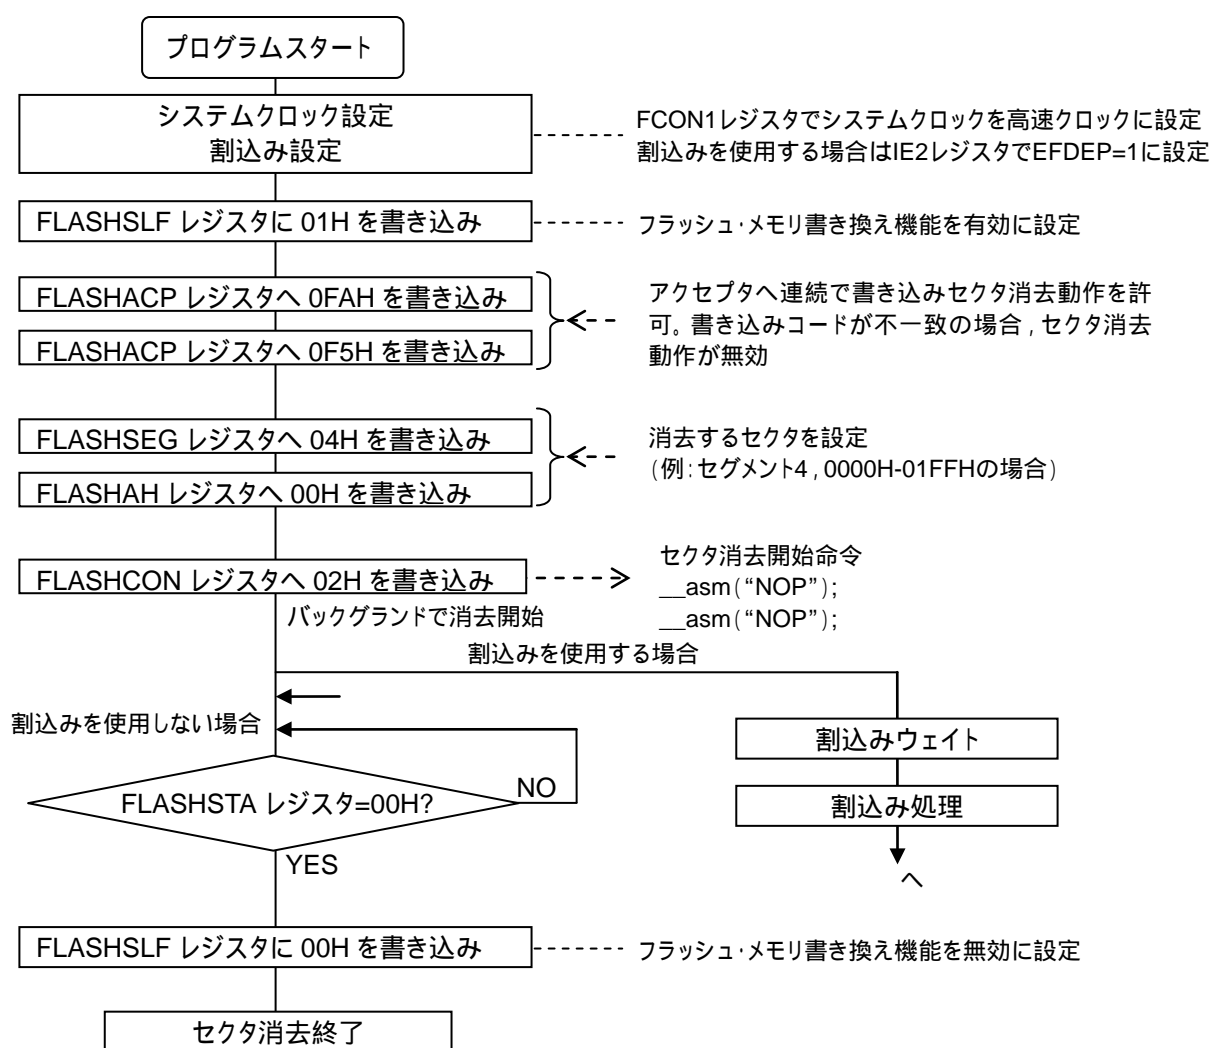 プログラムスタート
システムクロック設定
割込み設定
FCON1レジスタでシステムクロックを高速クロックに設定
割込みを使用する場合はIE2レジスタでEFDEP=1に設定
FLASHSLF レジスタに 01H を書き込み
フラッシュ・メモリ書き換え機能を有効に設定
FLASHACP レジスタへ 0FAH を書き込み
FLASHACP レジスタへ 0F5H を書き込み
アクセプタへ連続で書き込みセクタ消去動作を許
可。書き込みコードが不一致の場合，セクタ消去
動作が無効
FLASHSEG レジスタへ 04H を書き込み
FLASHAH レジスタへ 00H を書き込み
消去するセクタを設定
（例：セグメント4，0000H-01FFHの場合）
FLASHCON レジスタへ 02H を書き込み
セクタ消去開始命令
__asm（“NOP”）;
__asm（“NOP”）;
バックグランドで消去開始
割込みを使用する場合
割込みを使用しない場合
割込みウェイト
FLASHSTA レジスタ=00H?
NO
割込み処理
YES
へ
FLASHSLF レジスタに 00H を書き込み
フラッシュ・メモリ書き換え機能を無効に設定
セクタ消去終了